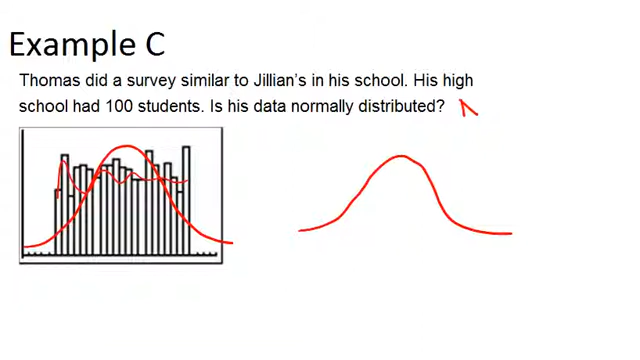 Example C
Thomas did a survey similar to Jillian's in his school. His high
school had 100 students. Is his data normally distributed?